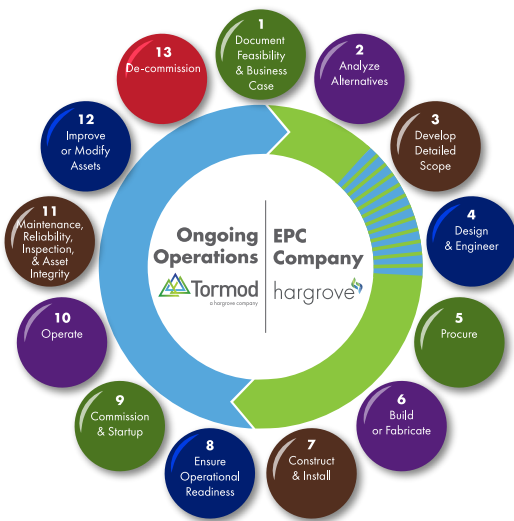 1
Document
Feasibility
& Business
Case
2
Analyze
Alternatives
3
Develop
Detailed
Scope
4
Design
& Engineer
5
Procure
6
Build
or Fabricate
7
Construct
& Install
8
Ensure
Operational
Readiness
9
Commission
& Startup
10
Operate
11
Maintenance,
Reliability,
Inspection,
& Asset
Integrity
12
Improve
or Modify
Assets
13
De-commission
Ongoing
Operations
Tormod
a hargrove company
EPC
Company
hargrove